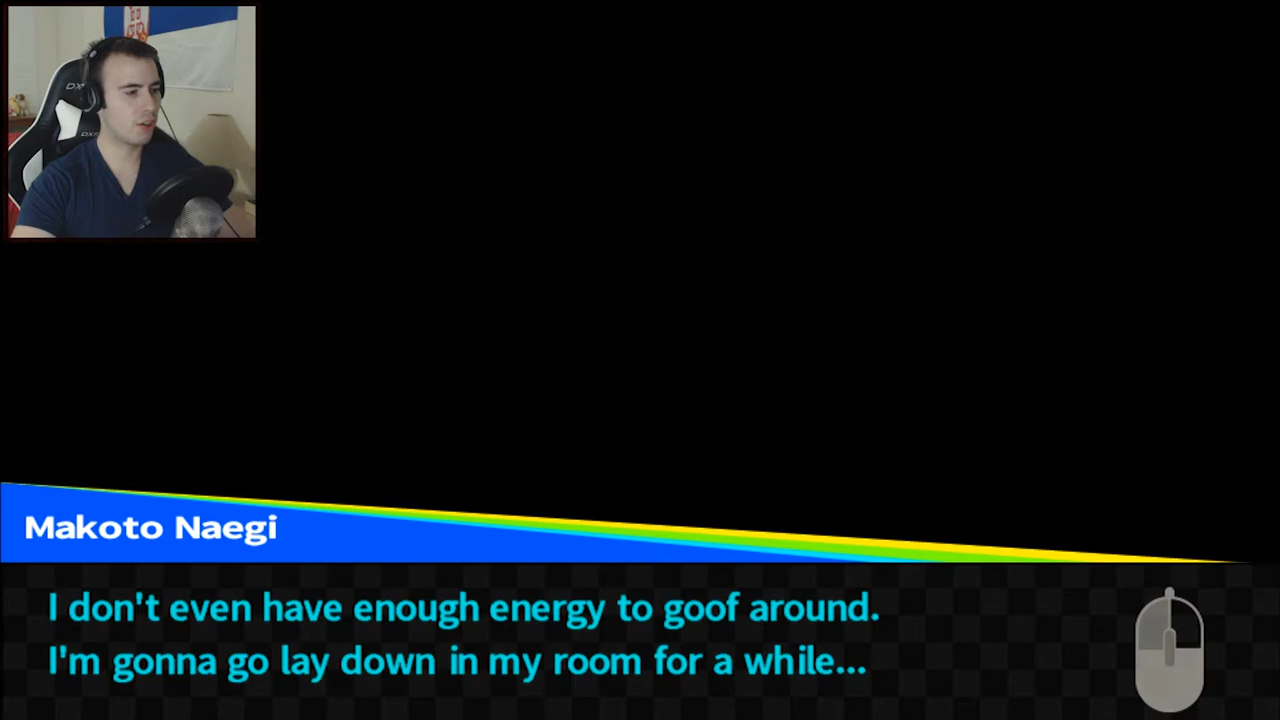 Makoto Naegi
I don't even have enough energy to goof around.
I'm gonna go lay down in my room for a while...